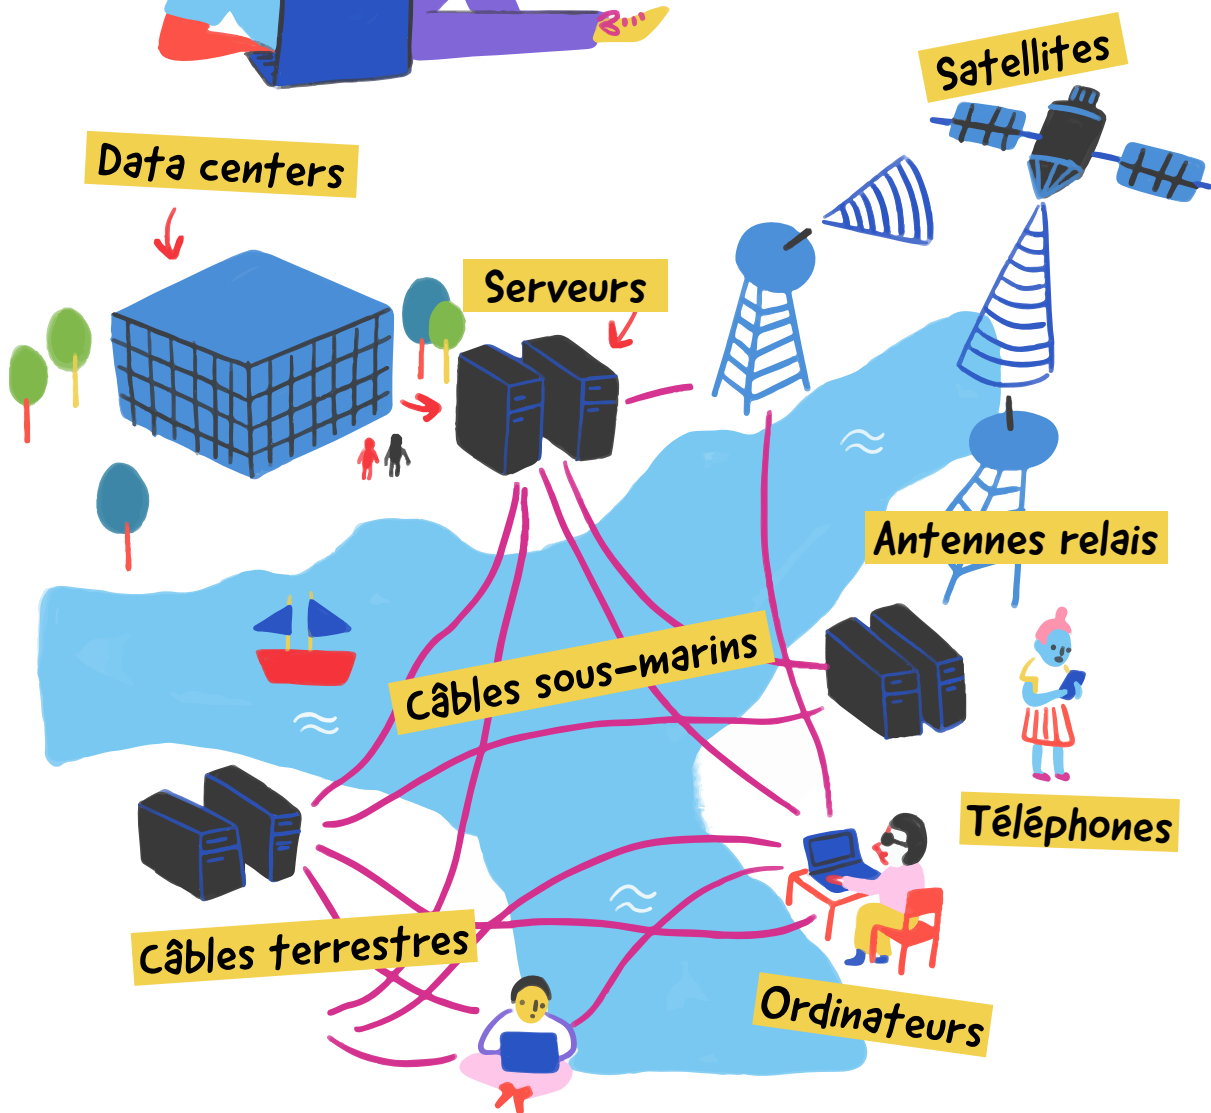 Satellites
Data centers
Serveurs
Antennes relais
Câbles sous-marins
Téléphones
Câbles terrestres
Ordinateurs